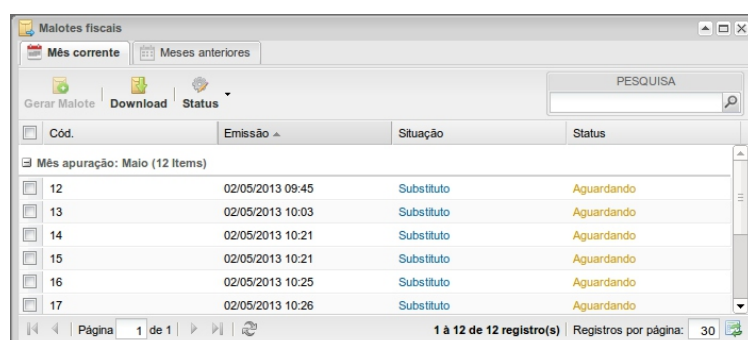 Malotes fiscais
Mês corrente Meses anteriores
Gerar Malote Download Status PESQUISA
Cód. Emissão Situação Status
Mês apuração: Maio (12 Items)
12 02/05/2013 09:45 Substituto Aguardando
13 02/05/2013 10:03 Substituto Aguardando
14 02/05/2013 10:21 Substituto Aguardando
15 02/05/2013 10:21 Substituto Aguardando
16 02/05/2013 10:25 Substituto Aguardando
17 02/05/2013 10:26 Substituto Aguardando
Página 1 de 1 1 à 12 de 12 registro(s) Registros por página: 30